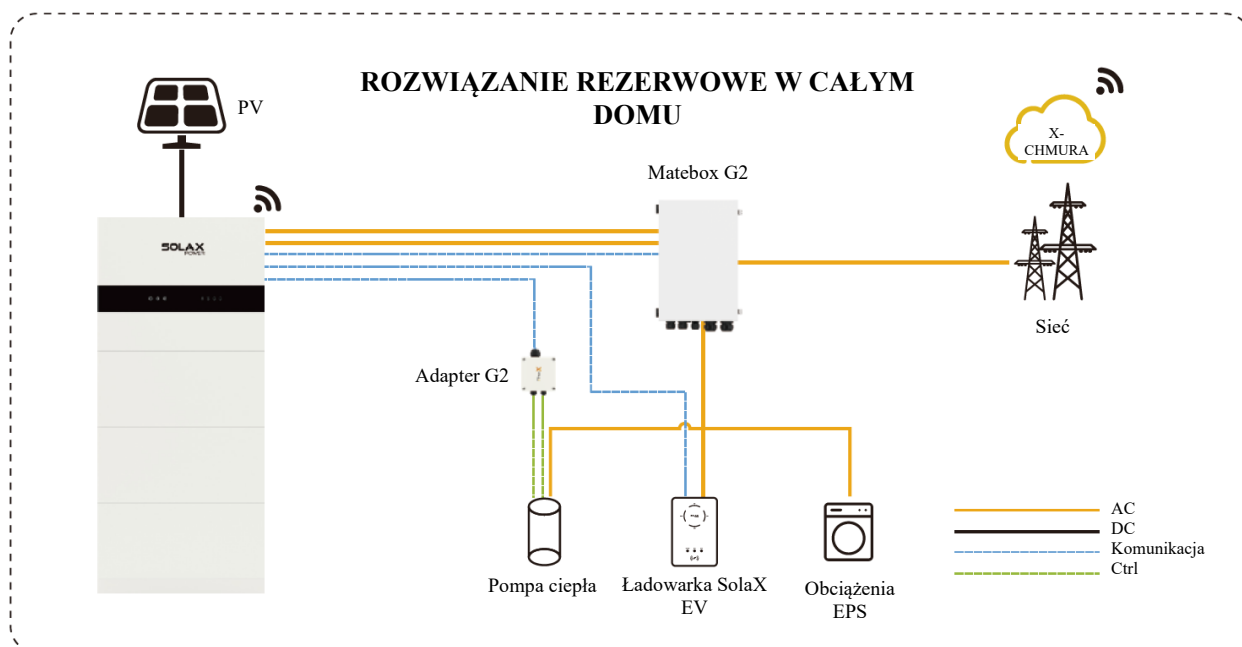 ROZWIĄZANIE REZERWOWE W CAŁYM
DOMU
PV
X-
CHMURA
Matebox G2
SOLAX
POWER
Sieć
Adapter G2
AC
DC
Komunikacja
Ctrl
Pompa ciepła
Ładowarka SolaX
EV
Obciążenia
EPS